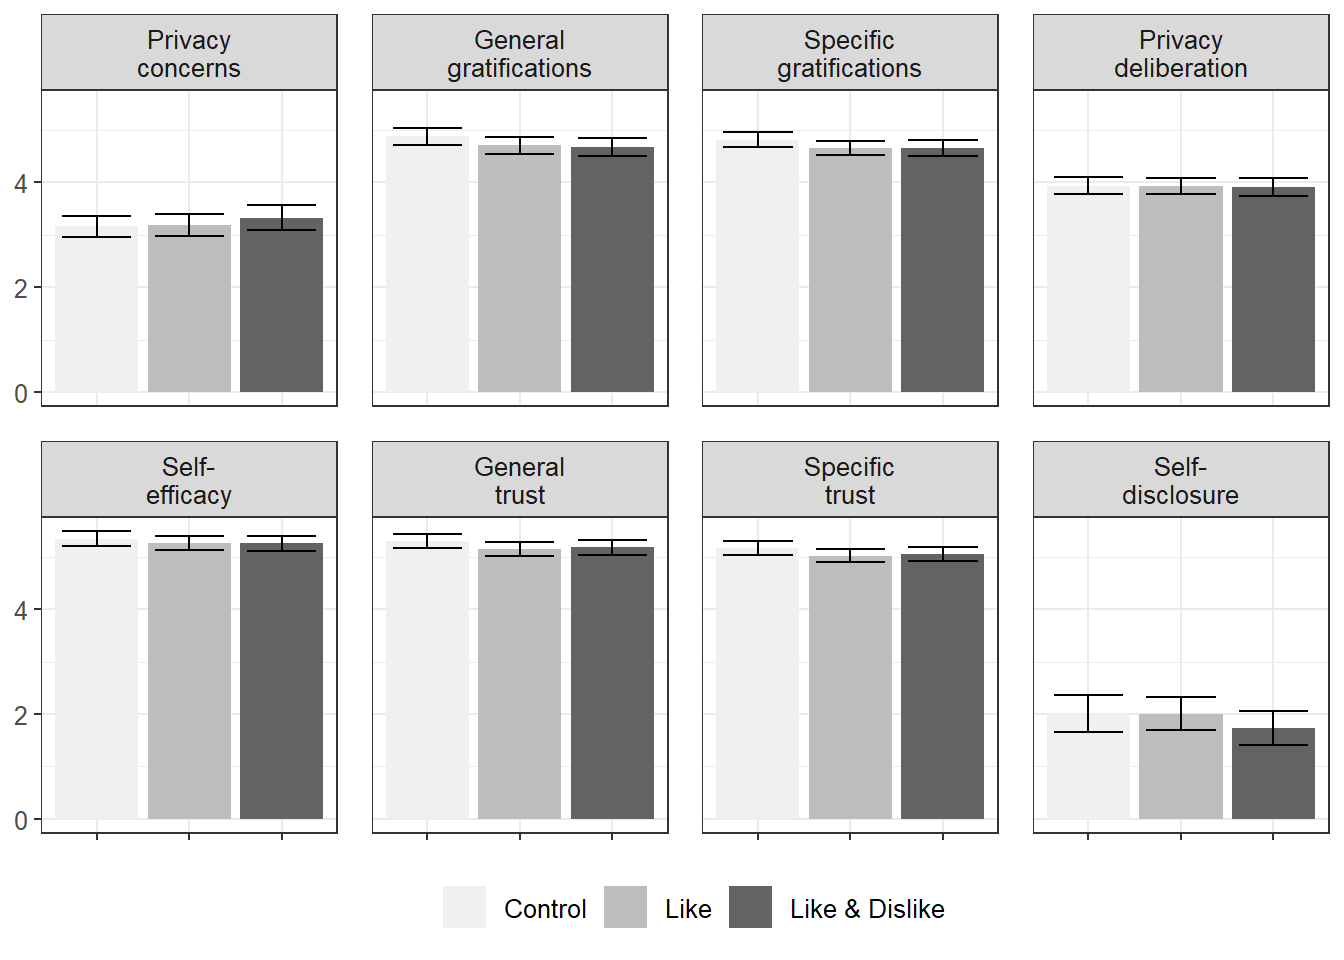 Privacy
concerns
General
gratifications
Specific
gratifications
Privacy
deliberation
4
2
0
Self-
efficacy
General
trust
Specific
trust
Self-
disclosure
4
2
0
Control
Like
Like & Dislike